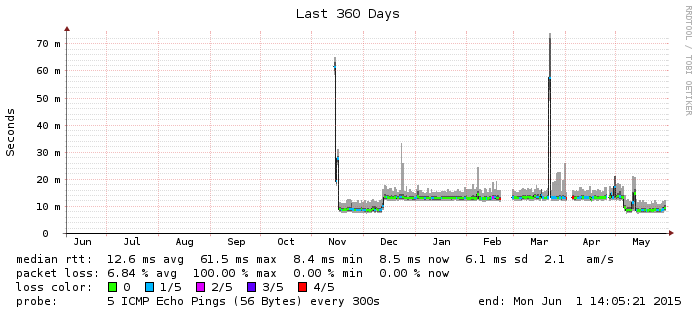 Last 360 Days
RRDTOOL / TOBI OETIKER
Seconds
70 m
60 m
50 m
40 m
30 m
20 m
10 m
0
Jun Jul Aug Sep Oct Nov Dec Jan Feb Mar Apr May
median rtt: 12.6 ms avg 61.5 ms max 8.4 ms min 8.5 ms now 6.1 ms sd 2.1 am/s
packet loss: 6.84 % avg 100.00 % max 0.00 % min 0.00 % now
loss color: 0 1/5 2/5 3/5 4/5
probe: 5 ICMP Echo Pings (56 Bytes) every 300s end: Mon Jun 1 14:05:21 2015